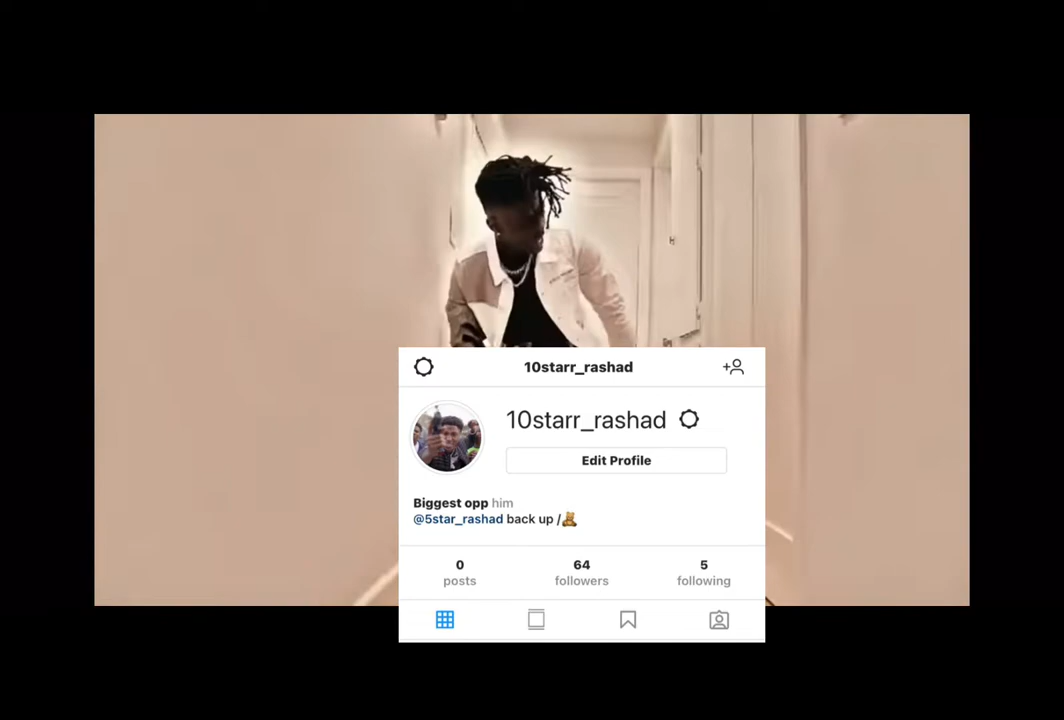 10starr_rashad
10starr_rashad
Edit Profile
Biggest opp him
@5star_rashad back up /🧸
0 64 5
posts followers following